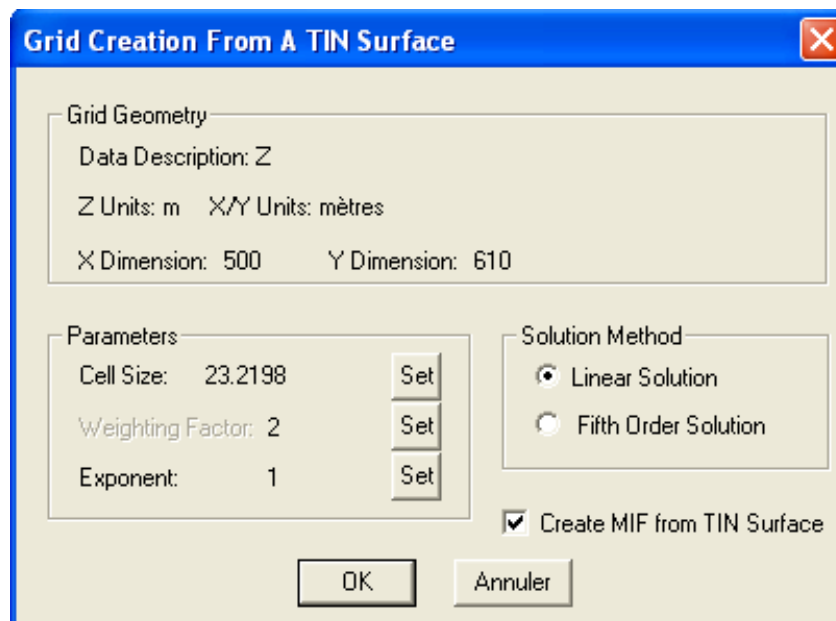 Grid Creation From A TIN Surface
Grid Geometry
Data Description: Z
Z Units: m X/Y Units: mètres
X Dimension: 500 Y Dimension: 610
Parameters
Cell Size: 23.2198 Set
Weighting Factor: 2 Set
Exponent: 1 Set
Solution Method
Linear Solution
Fifth Order Solution
Create MIF from TIN Surface
OK Annuler